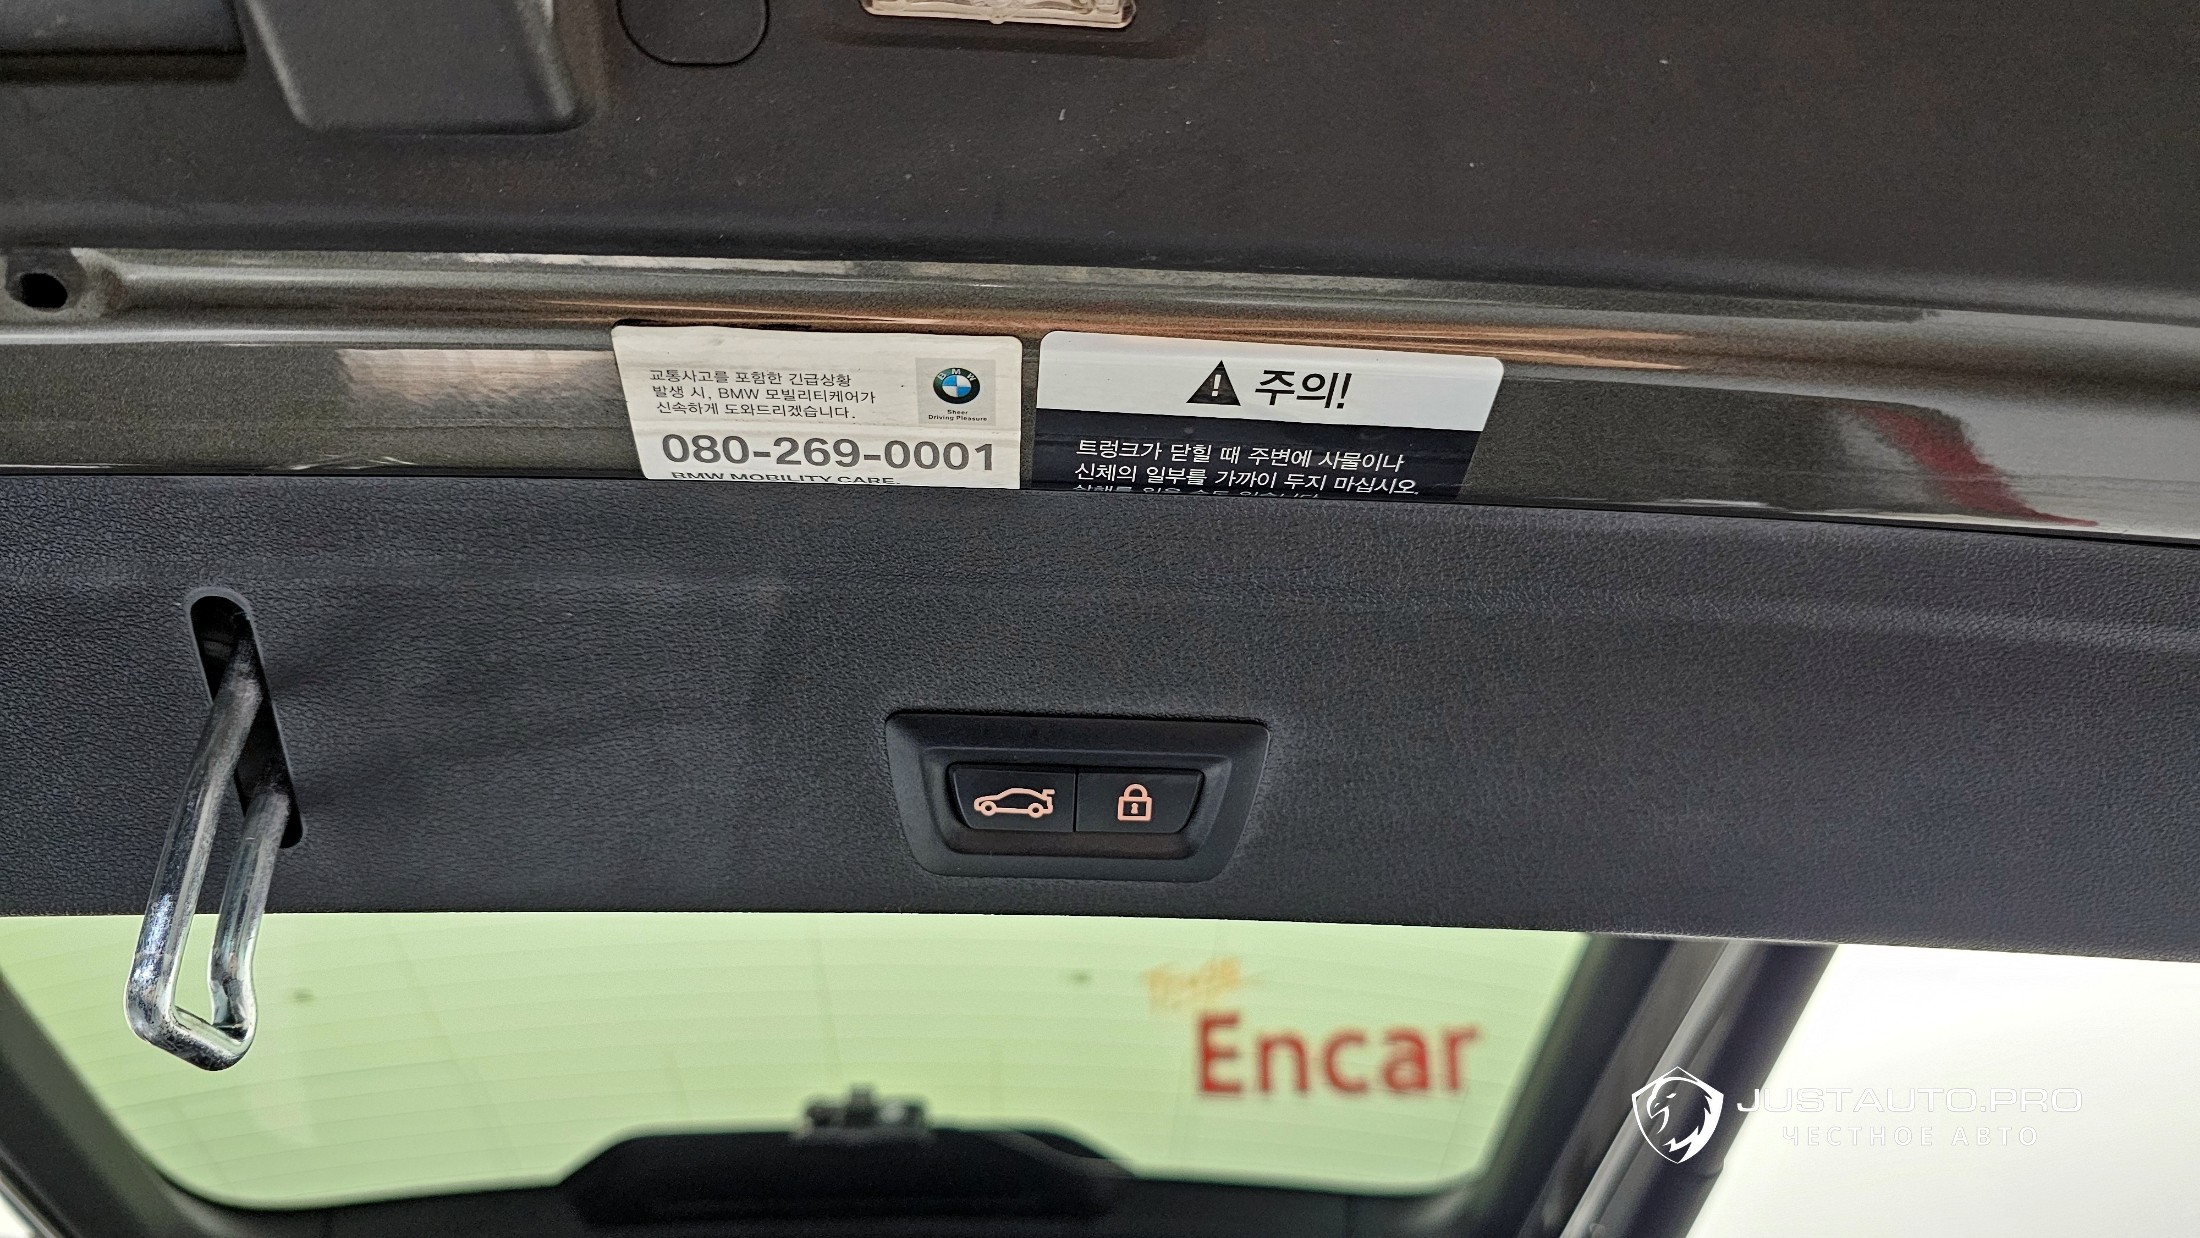 교통사고를 포함한 긴급상황
발생 시, BMW 모빌리티케어가
신속하게 도와드리겠습니다.
080-269-0001
BMW MOBILITY CARE.
BMW
Sheer
Driving Pleasure
주의!
트렁크가 닫힐 때 주변에 사물이나
신체의 일부를 가까이 두지 마십시오.
Encar
JUSTAUTO.PRO
ЧЕСТНОЕ АВТО